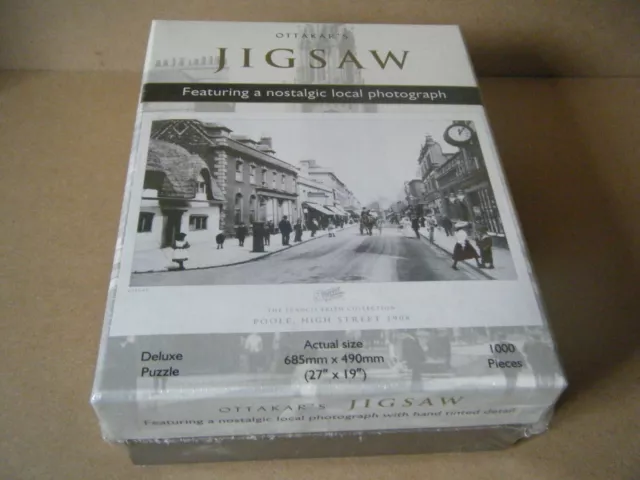 OTTAKAR'S
JIGSAW
Featuring a nostalgic local photograph
THE FRANCIS FRITH COLLECTION
POOLE, HIGH STREET 1908
Deluxe
Puzzle
Actual size
685mm x 490mm
(27" x 19")
1000
Pieces
OTTAKAR'S JIGSAW
Featuring a nostalgic local photograph with hand tinted detail